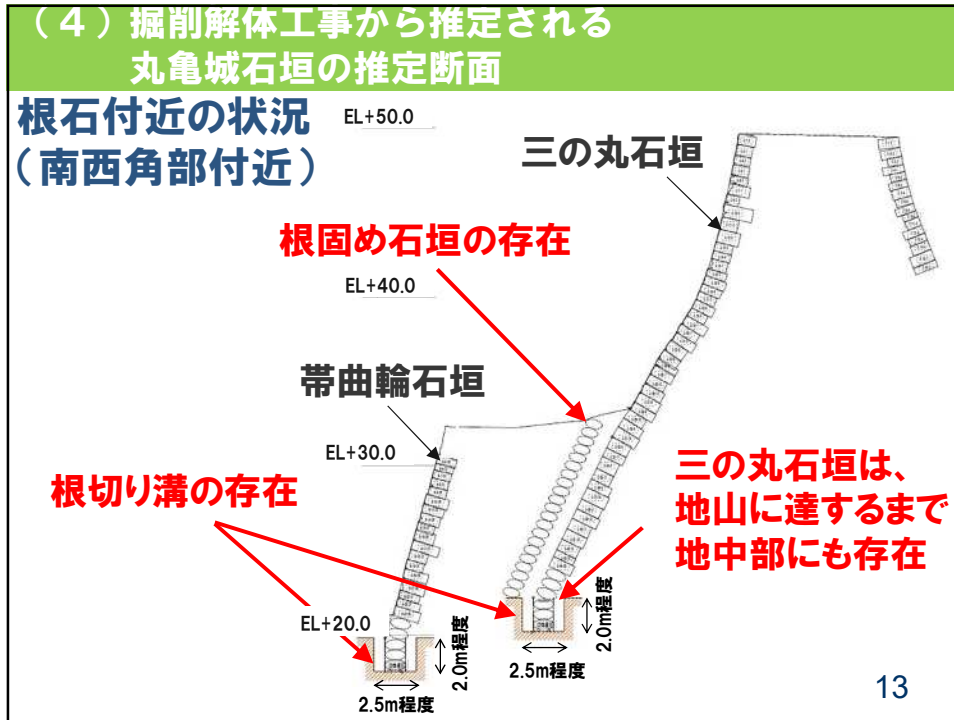 （４）掘削解体工事から推定される
丸亀城石垣の推定断面
根石付近の状況
（南西角部付近）
EL+50.0
三の丸石垣
根固め石垣の存在
EL+40.0
帯曲輪石垣
EL+30.0
根切り溝の存在
三の丸石垣は、
地山に達するまで
地中部にも存在
EL+20.0
2.0m程度
2.0m程度
2.5m程度
2.5m程度
13